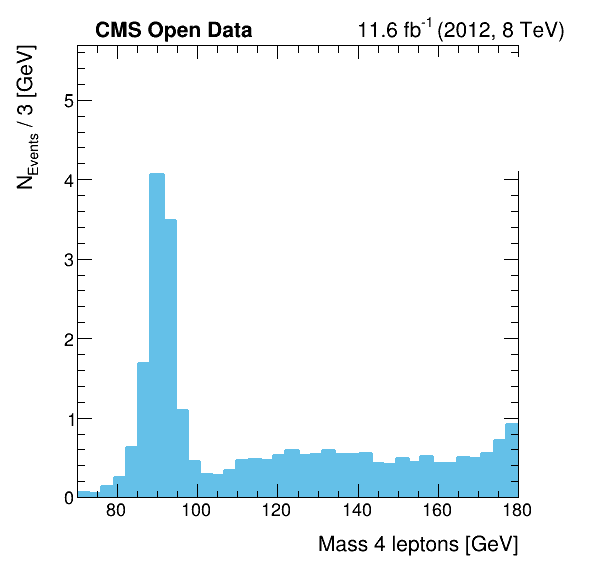 CMS Open Data
11.6 fb-1 (2012, 8 TeV)
NEvents / 3 [GeV]
5
4
3
2
1
0
80 100 120 140 160 180
Mass 4 leptons [GeV]